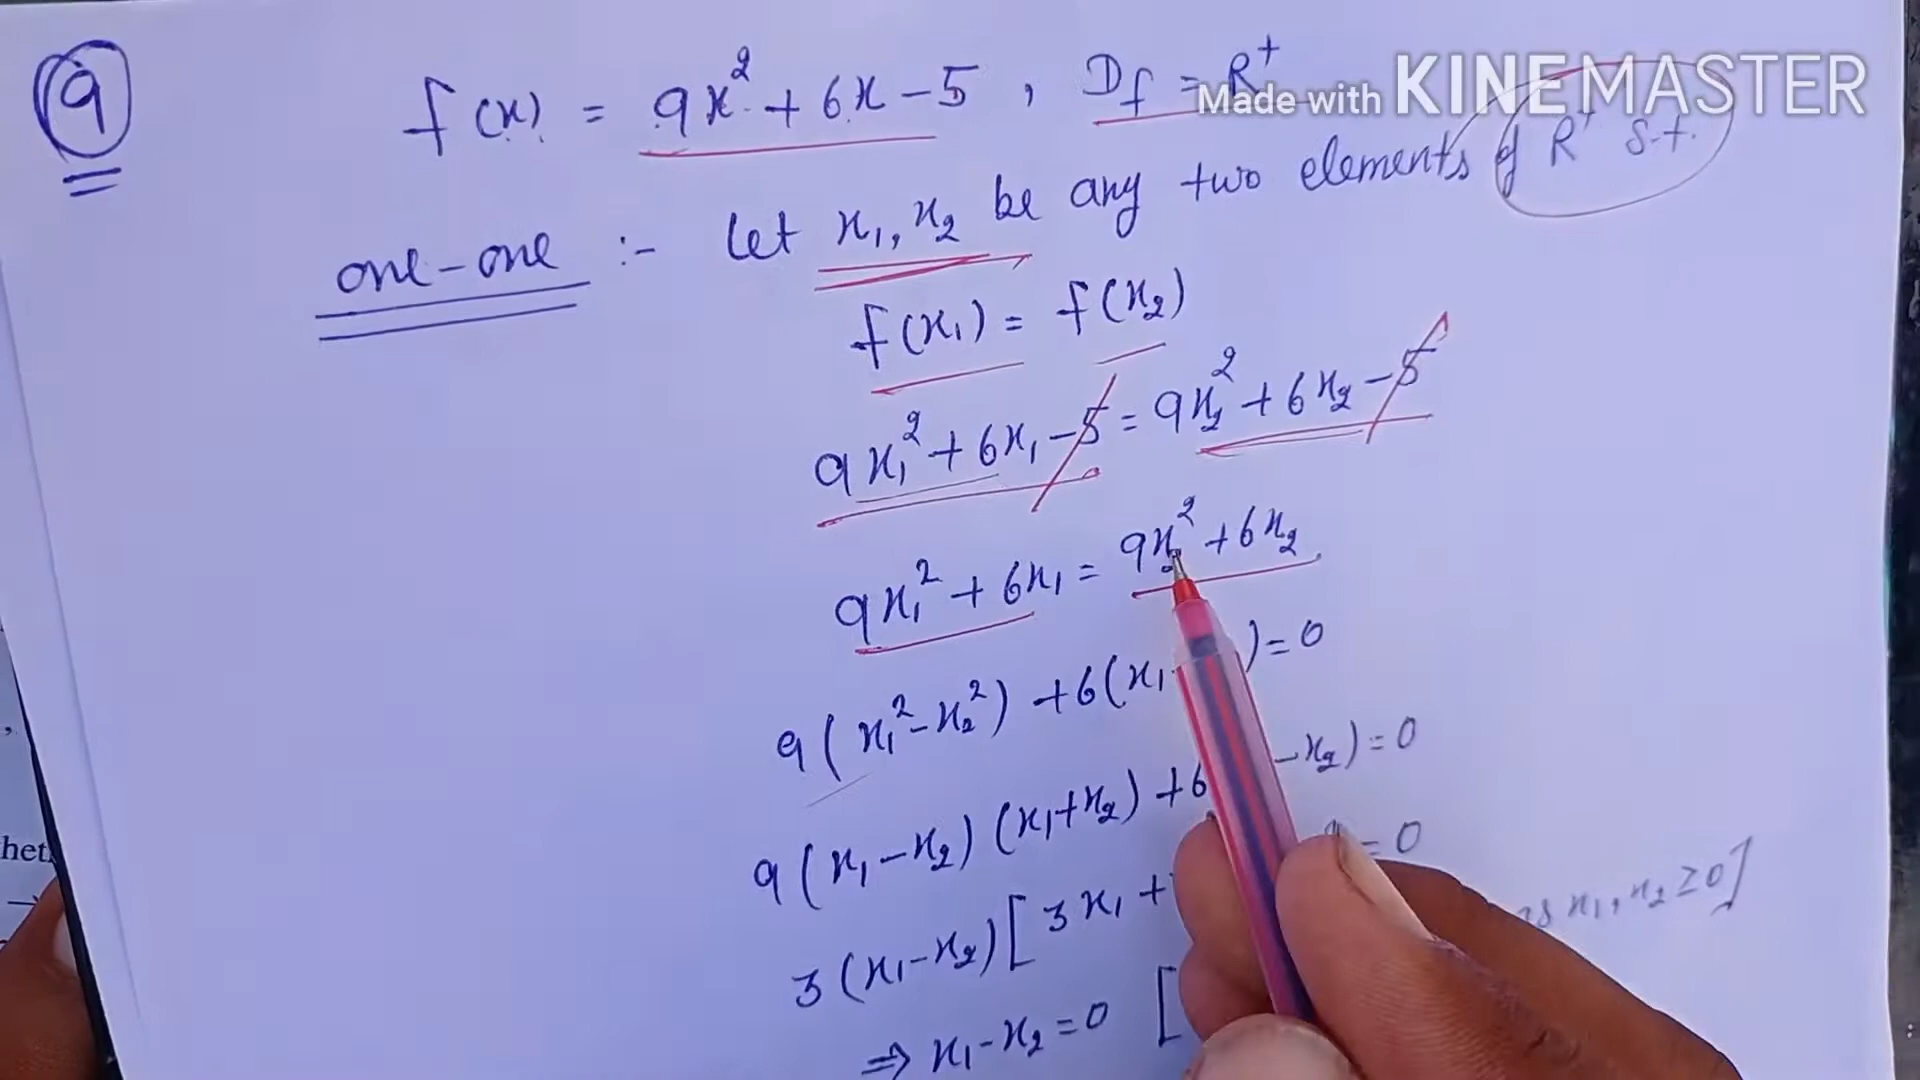 9
f(x) = 9x² + 6x - 5 , Df = R⁺
Made with KINEMASTER
one-one :- Let x₁, x₂ be any two elements of R⁺ s.t.
f(x₁) = f(x₂)
9x₁² + 6x₁ - 5 = 9x₂² + 6x₂ - 5
9x₁² + 6x₁ = 9x₂² + 6x₂
9(x₁² - x₂²) + 6(x₁ ) = 0
9(x₁ - x₂)(x₁ + x₂) + 6 - x₂) = 0
3(x₁ - x₂)[3x₁ + = 0
⇒ x₁ - x₂ = 0 [ as x₁, x₂ ≥ 0]